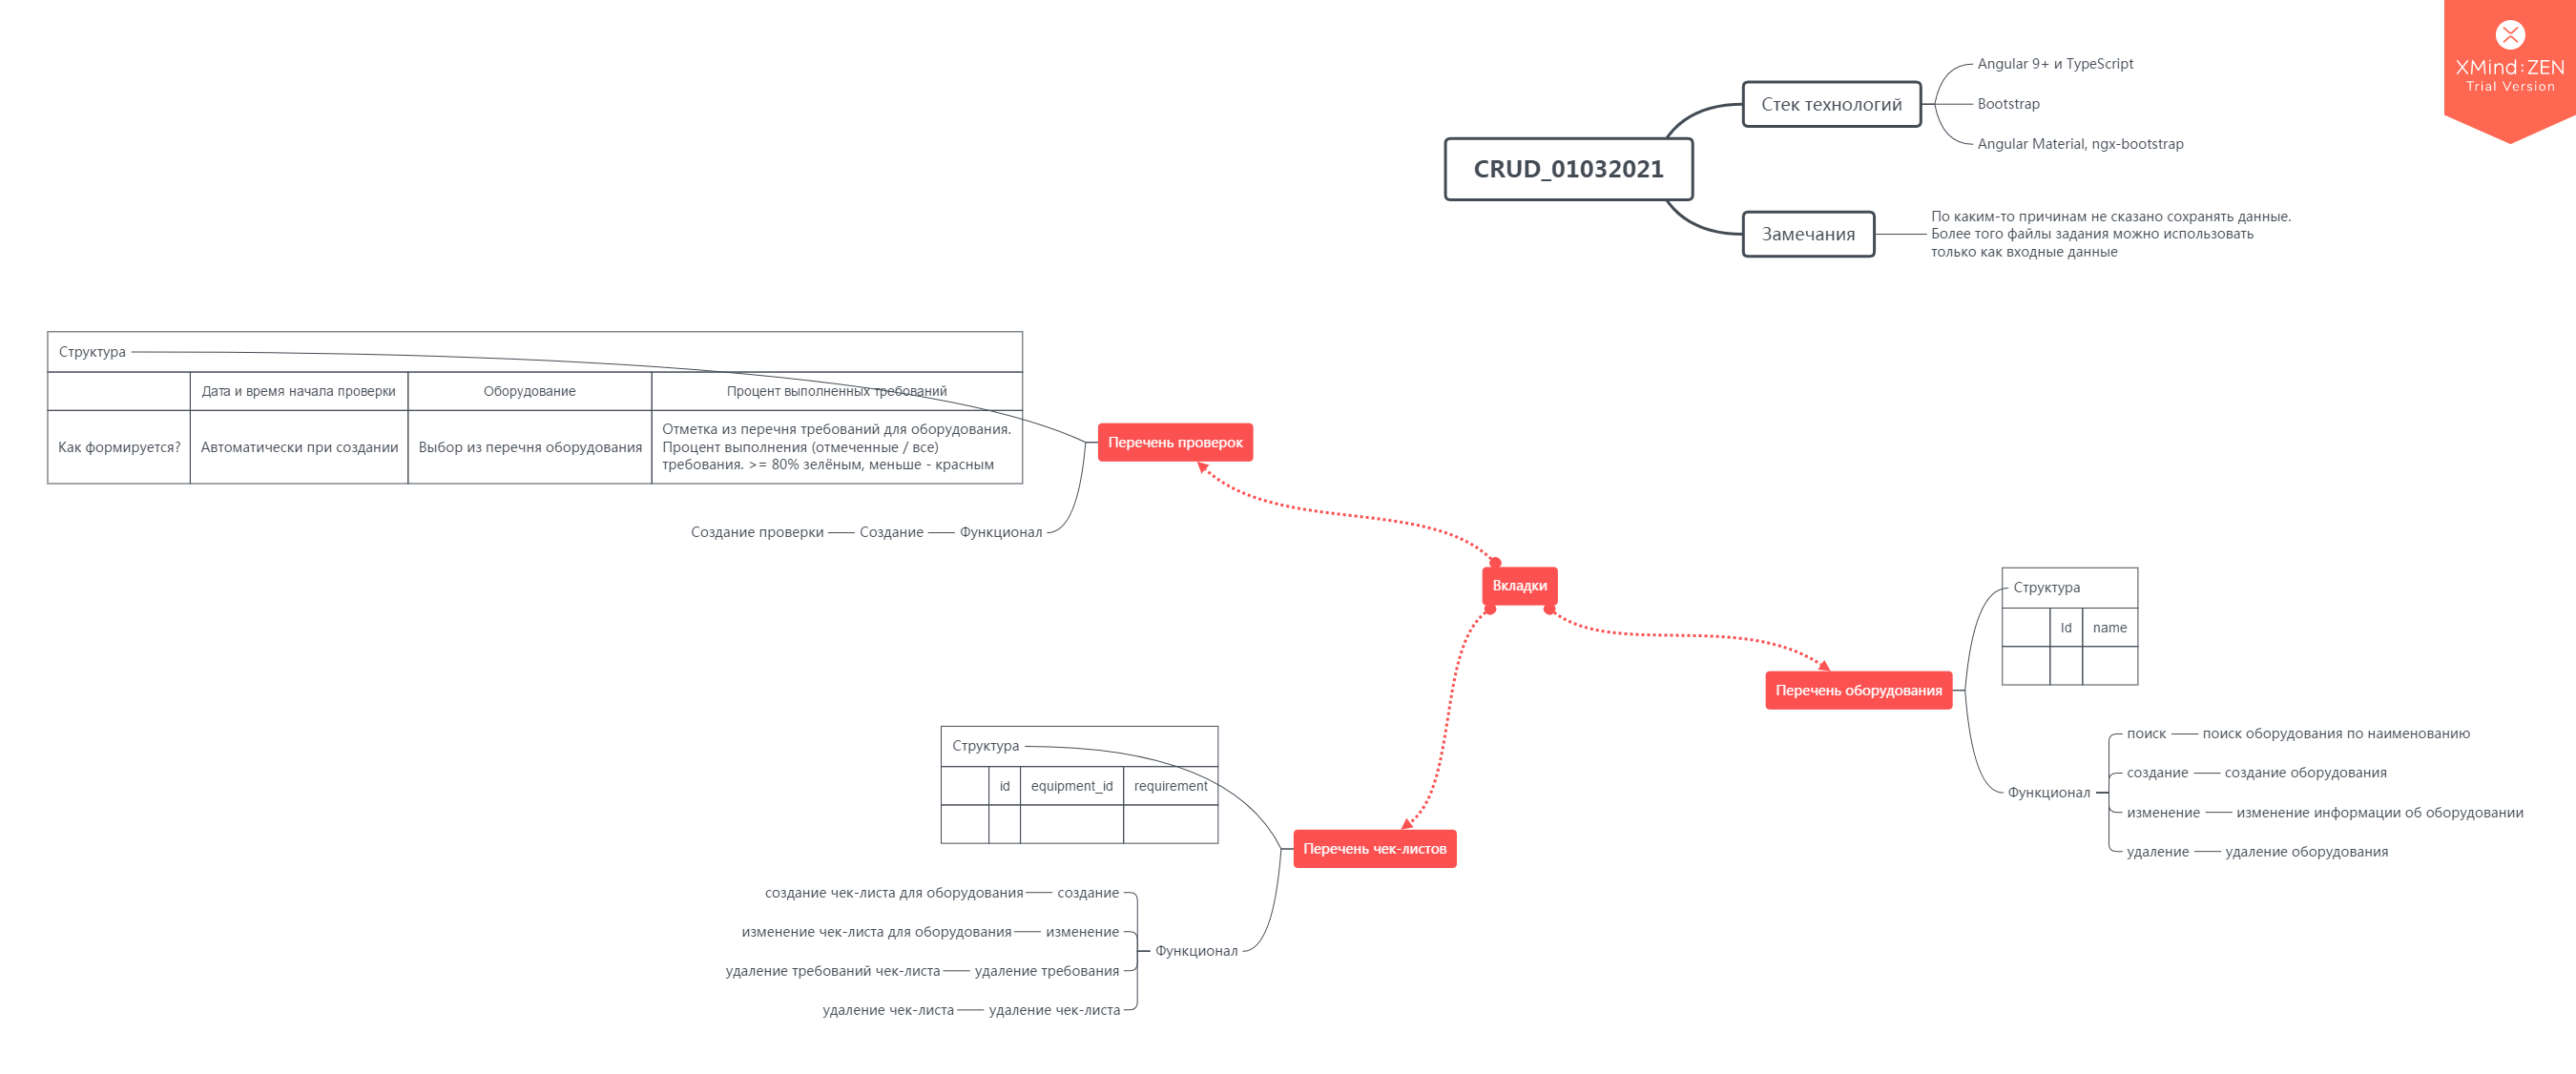 XMind:ZEN
Trial Version
CRUD_01032021
Стек технологий
Angular 9+ и TypeScript
Bootstrap
Angular Material, ngx-bootstrap
Замечания
По каким-то причинам не сказано сохранять данные.
Более того файлы задания можно использовать
только как входные данные
Вкладки
Перечень проверок
Структура
Дата и время начала проверки
Оборудование
Процент выполненных требований
Как формируется?
Автоматически при создании
Выбор из перечня оборудования
Отметка из перечня требований для оборудования.
Процент выполнения (отмеченные / все)
требования. >= 80% зелёным, меньше - красным
Функционал
Создание
Создание проверки
Перечень оборудования
Структура
Id
name
Функционал
поиск
поиск оборудования по наименованию
создание
создание оборудования
изменение
изменение информации об оборудовании
удаление
удаление оборудования
Перечень чек-листов
Структура
id
equipment_id
requirement
Функционал
создание
создание чек-листа для оборудования
изменение
изменение чек-листа для оборудования
удаление требования
удаление требований чек-листа
удаление чек-листа
удаление чек-листа